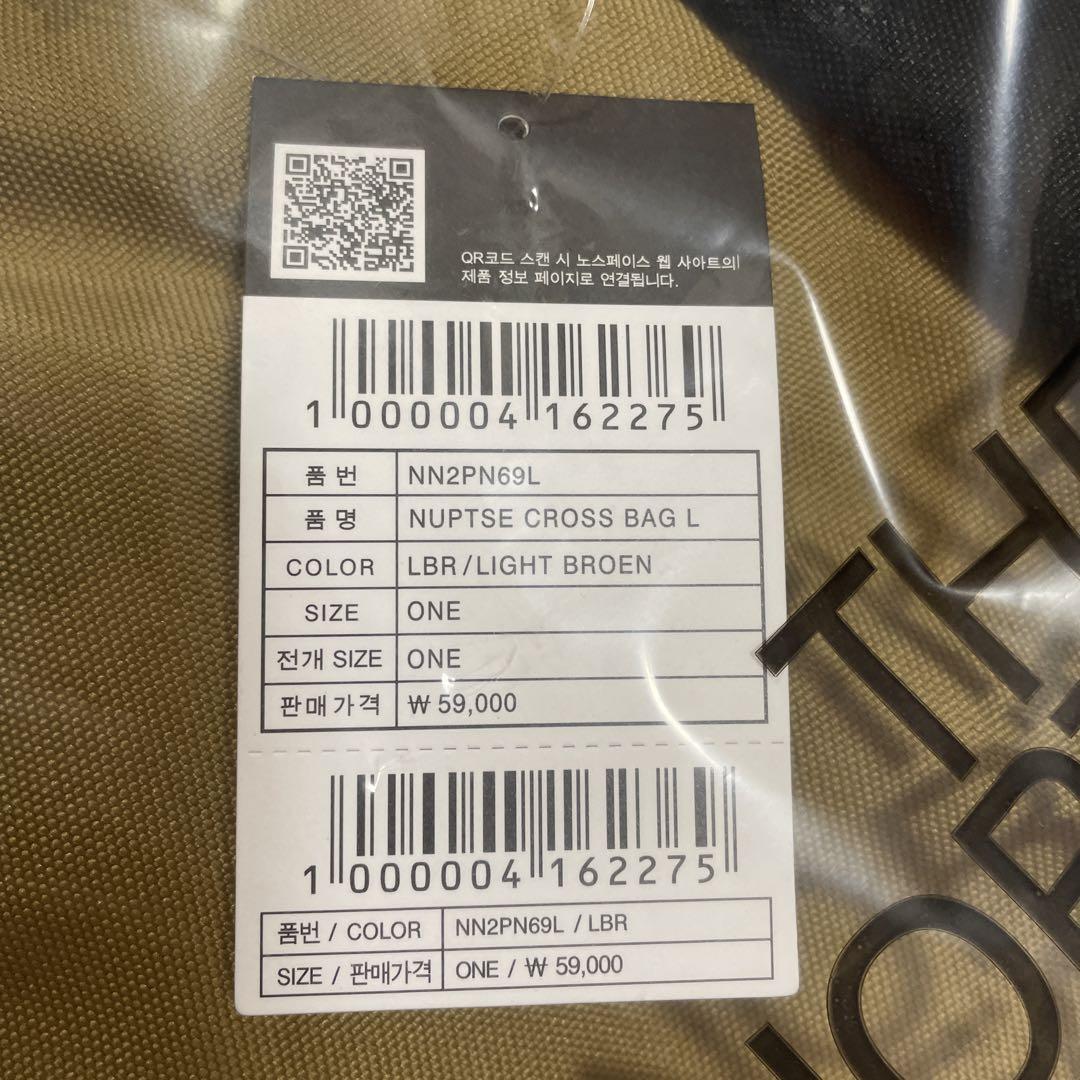 QR코드 스캔 시 노스페이스 웹 사아트의
제품 정보 페이지로 연결됩니다.
1 000004 162275
품 번 NN2PN69L
품 명 NUPTSE CROSS BAG L
COLOR LBR/LIGHT BROEN
SIZE ONE
전개 SIZE ONE
판매가격 ₩ 59,000
1 000004 162275
품번 / COLOR NN2PN69L / LBR
SIZE / 판매가격 ONE / ₩ 59,000
THE